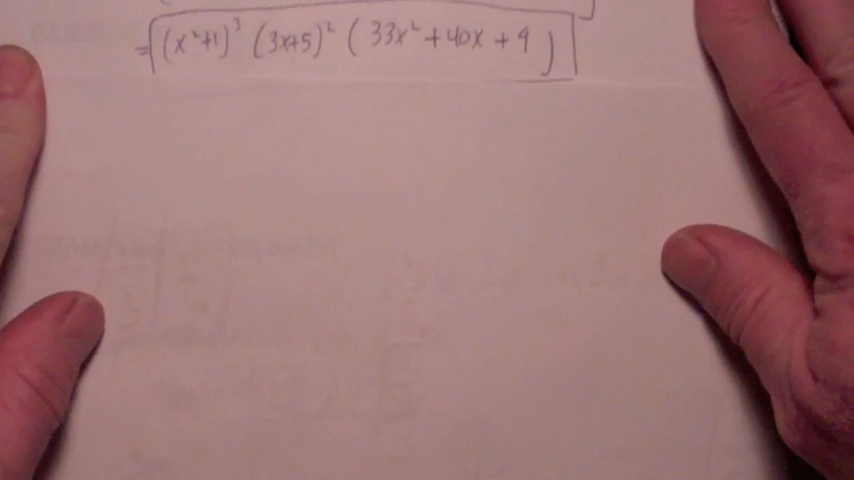 = (x²+1)³ (3x+5)² ( 33x² + 40x + 9 )